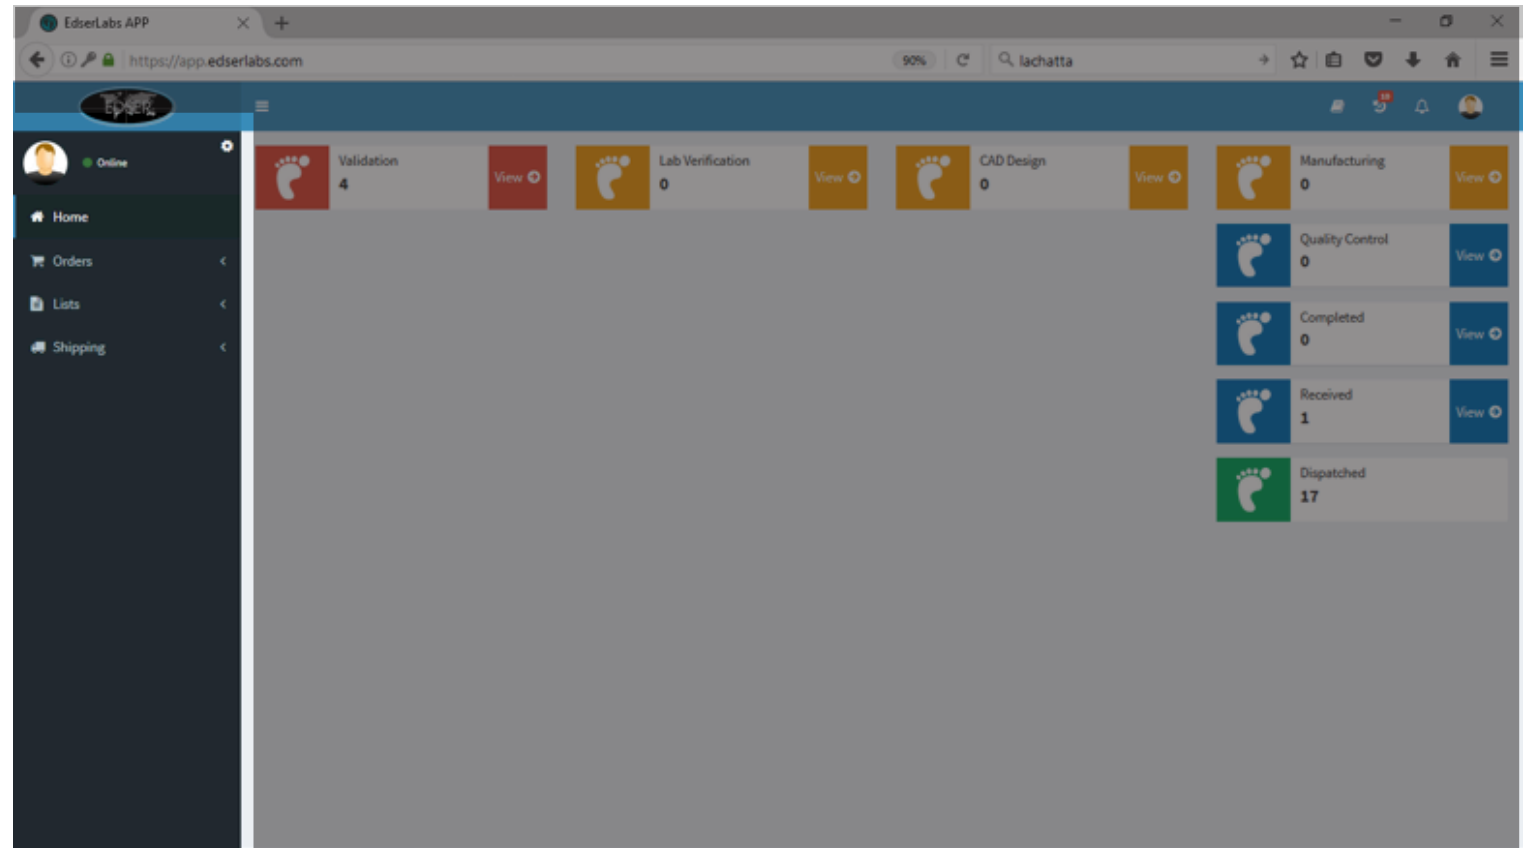 EdserLabs APP
https://app.edserlabs.com
90%
lachatta
EDSER
10
Online
Home
Orders
Lists
Shipping
Validation
4
View
Lab Verification
0
View
CAD Design
0
View
Manufacturing
0
View
Quality Control
0
View
Completed
0
View
Received
1
View
Dispatched
17